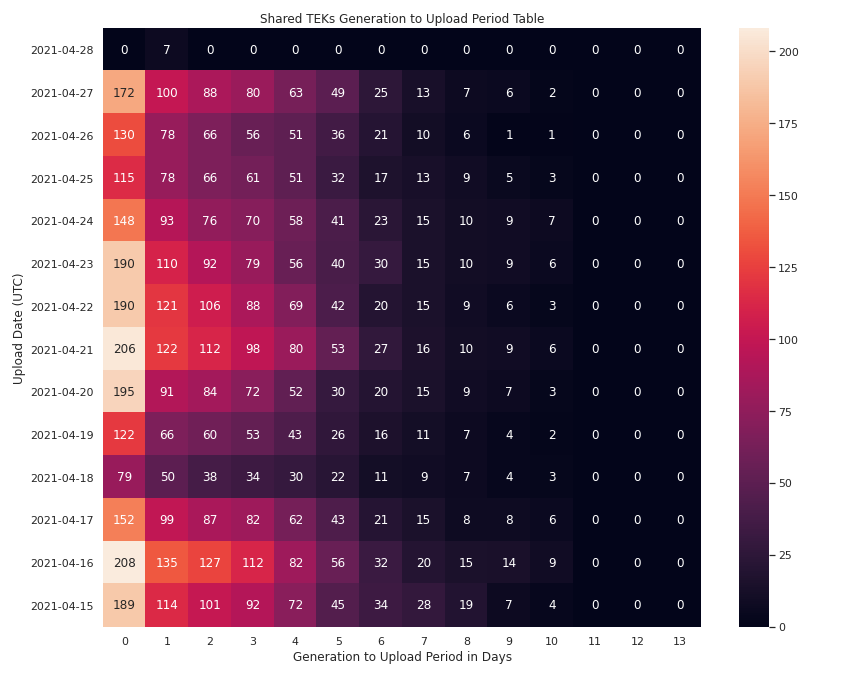 Shared TEKs Generation to Upload Period Table
Upload Date (UTC)
2021-04-28 0 7 0 0 0 0 0 0 0 0 0 0 0 0
2021-04-27 172 100 88 80 63 49 25 13 7 6 2 0 0 0
2021-04-26 130 78 66 56 51 36 21 10 6 1 1 0 0 0
2021-04-25 115 78 66 61 51 32 17 13 9 5 3 0 0 0
2021-04-24 148 93 76 70 58 41 23 15 10 9 7 0 0 0
2021-04-23 190 110 92 79 56 40 30 15 10 9 6 0 0 0
2021-04-22 190 121 106 88 69 42 20 15 9 6 3 0 0 0
2021-04-21 206 122 112 98 80 53 27 16 10 9 6 0 0 0
2021-04-20 195 91 84 72 52 30 20 15 9 7 3 0 0 0
2021-04-19 122 66 60 53 43 26 16 11 7 4 2 0 0 0
2021-04-18 79 50 38 34 30 22 11 9 7 4 3 0 0 0
2021-04-17 152 99 87 82 62 43 21 15 8 8 6 0 0 0
2021-04-16 208 135 127 112 82 56 32 20 15 14 9 0 0 0
2021-04-15 189 114 101 92 72 45 34 28 19 7 4 0 0 0
0 1 2 3 4 5 6 7 8 9 10 11 12 13
Generation to Upload Period in Days
200
175
150
125
100
75
50
25
0